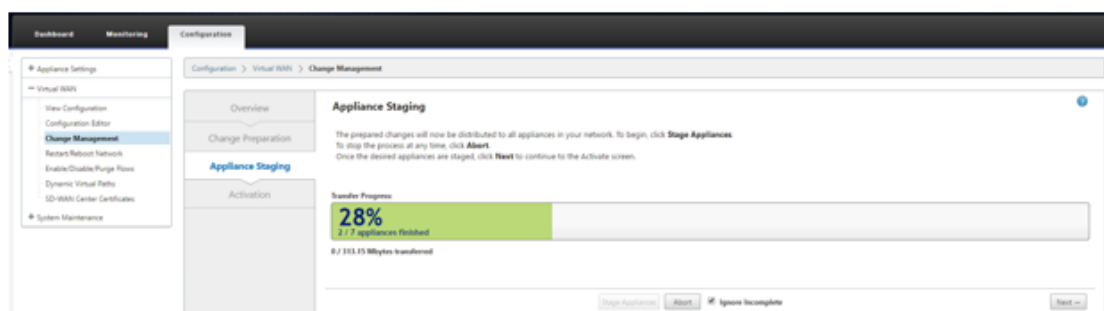 Dashboard Monitoring Configuration
+ Appliance Settings
− Virtual WAN
View Configuration
Configuration Editor
Change Management
Restart/Reboot Network
Enable/Disable/Purge Flows
Dynamic Virtual Paths
SD-WAN Center Certificates
+ System Maintenance
Configuration > Virtual WAN > Change Management
Overview
Change Preparation
Appliance Staging
Activation
Appliance Staging
?
The prepared changes will now be distributed to all appliances in your network. To begin, click Stage Appliances.
To stop the process at any time, click Abort.
Once the desired appliances are staged, click Next to continue to the Activate screen.
Transfer Progress:
28%
2 / 7 appliances finished
0 / 313.15 Mbytes transferred
Stage Appliances Abort Ignore Incomplete Next